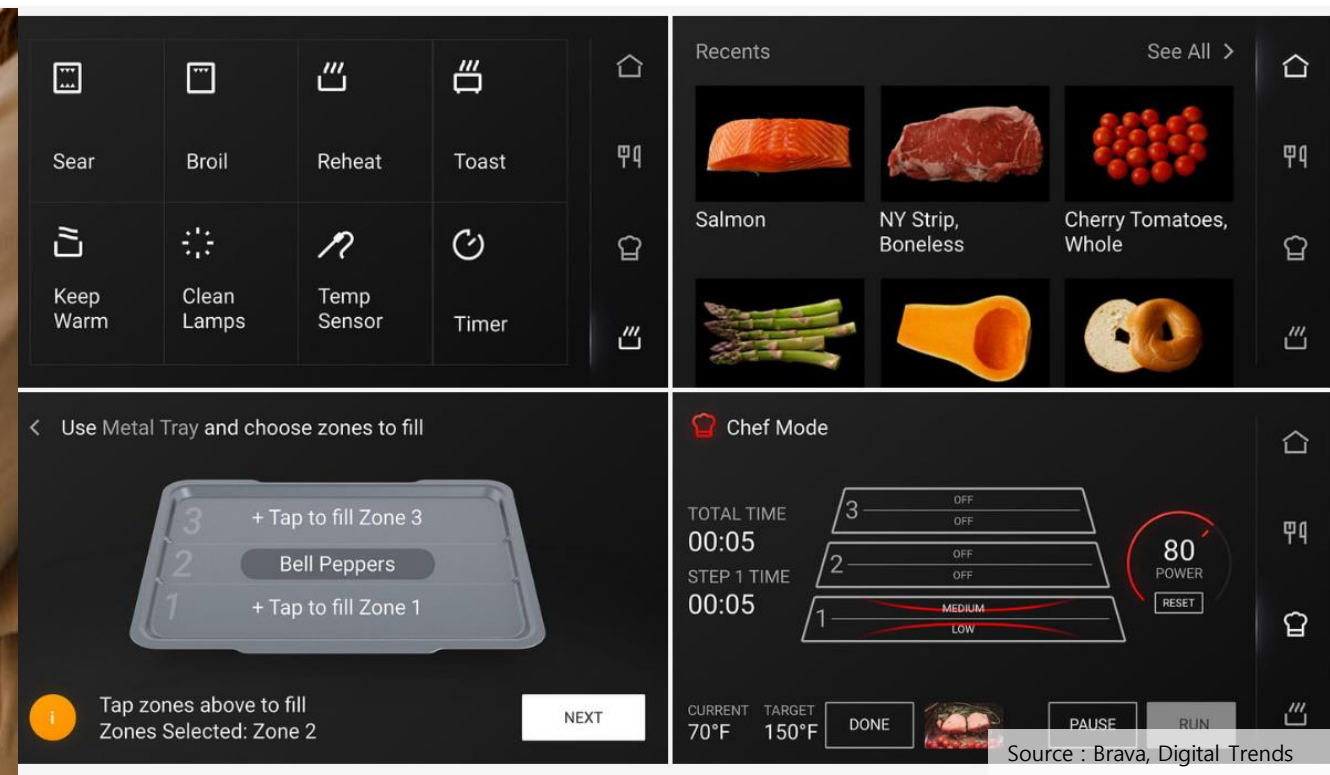 Sear
Broil
Reheat
Toast
Keep
Warm
Clean
Lamps
Temp
Sensor
Timer
Recents
See All >
Salmon
NY Strip,
Boneless
Cherry Tomatoes,
Whole
< Use Metal Tray and choose zones to fill
3 + Tap to fill Zone 3
2 Bell Peppers
1 + Tap to fill Zone 1
i
Tap zones above to fill
Zones Selected: Zone 2
NEXT
Chef Mode
TOTAL TIME
00:05
STEP 1 TIME
00:05
3
OFF
OFF
2
OFF
OFF
1
MEDIUM
LOW
80
POWER
RESET
CURRENT
70°F
TARGET
150°F
DONE
PAUSE
RUN
Source : Brava, Digital Trends